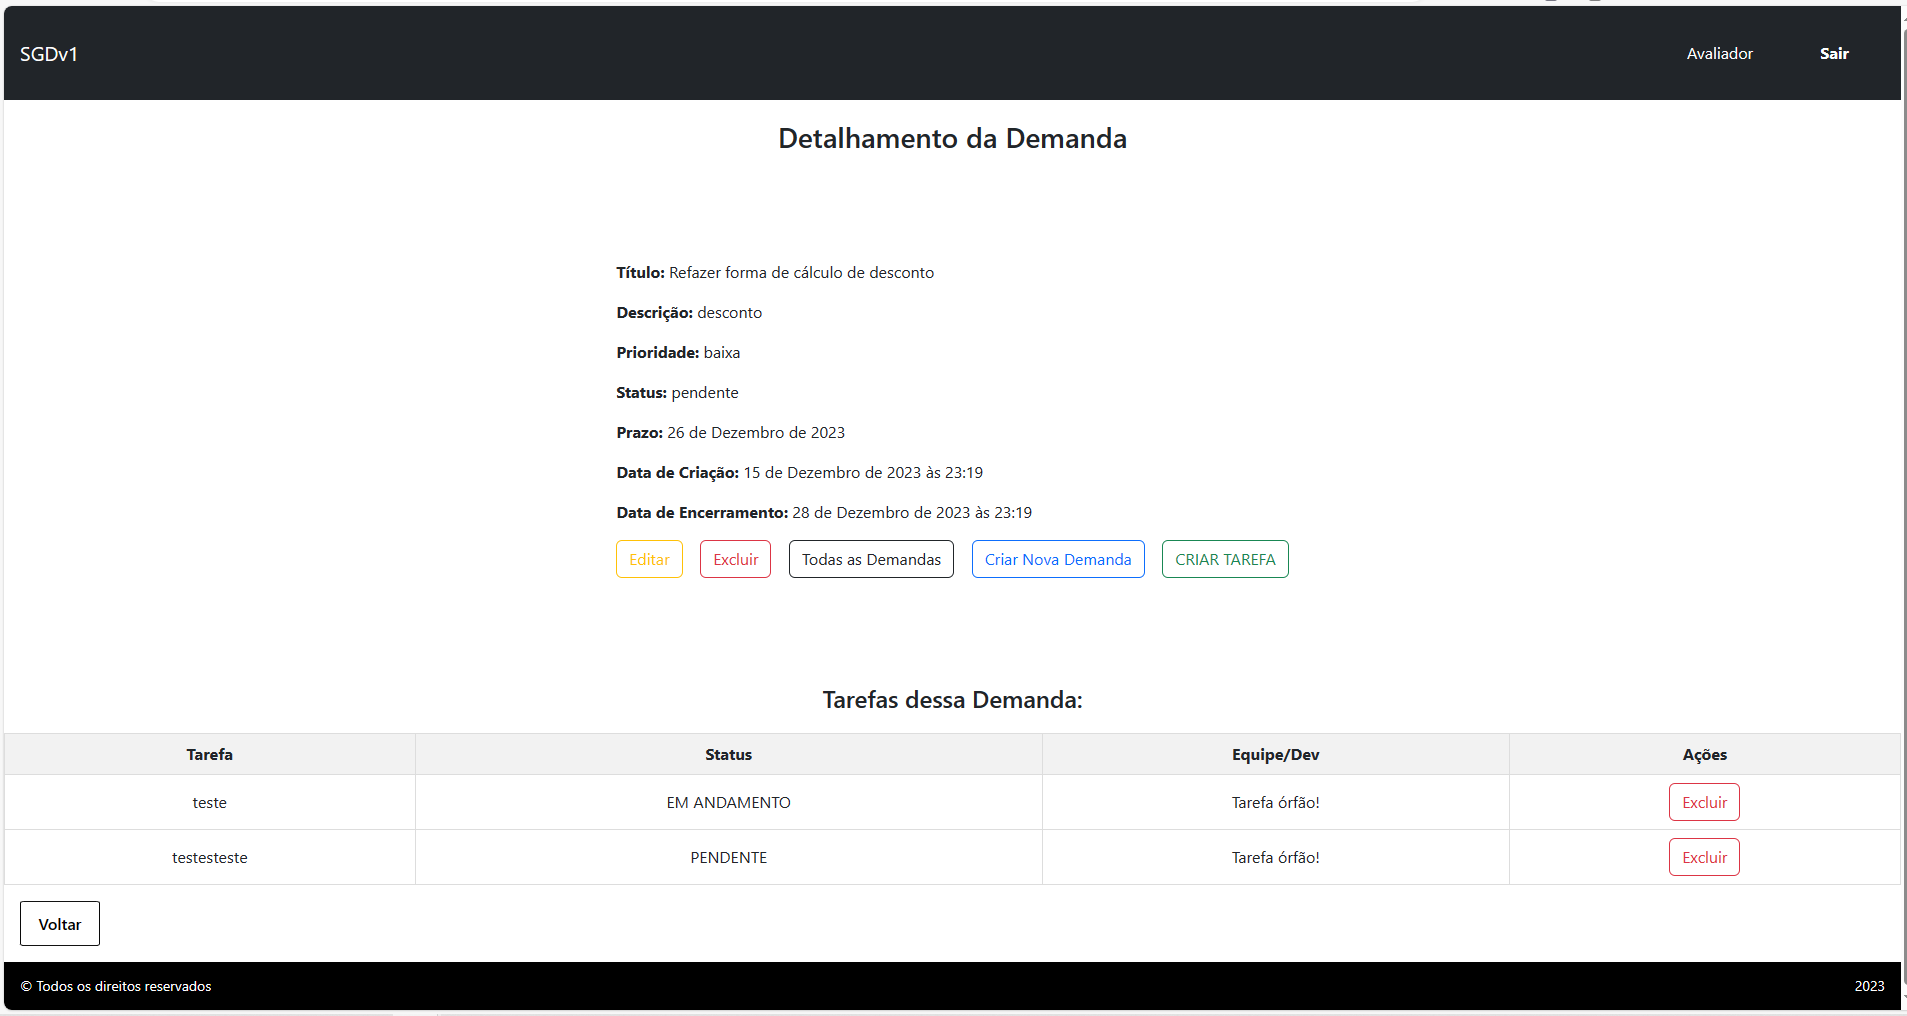 SGDv1 Avaliador Sair
Detalhamento da Demanda
Título: Refazer forma de cálculo de desconto
Descrição: desconto
Prioridade: baixa
Status: pendente
Prazo: 26 de Dezembro de 2023
Data de Criação: 15 de Dezembro de 2023 às 23:19
Data de Encerramento: 28 de Dezembro de 2023 às 23:19
Editar Excluir Todas as Demandas Criar Nova Demanda CRIAR TAREFA
Tarefas dessa Demanda:
Tarefa Status Equipe/Dev Ações
teste EM ANDAMENTO Tarefa órfão! Excluir
testesteste PENDENTE Tarefa órfão! Excluir
Voltar
© Todos os direitos reservados 2023